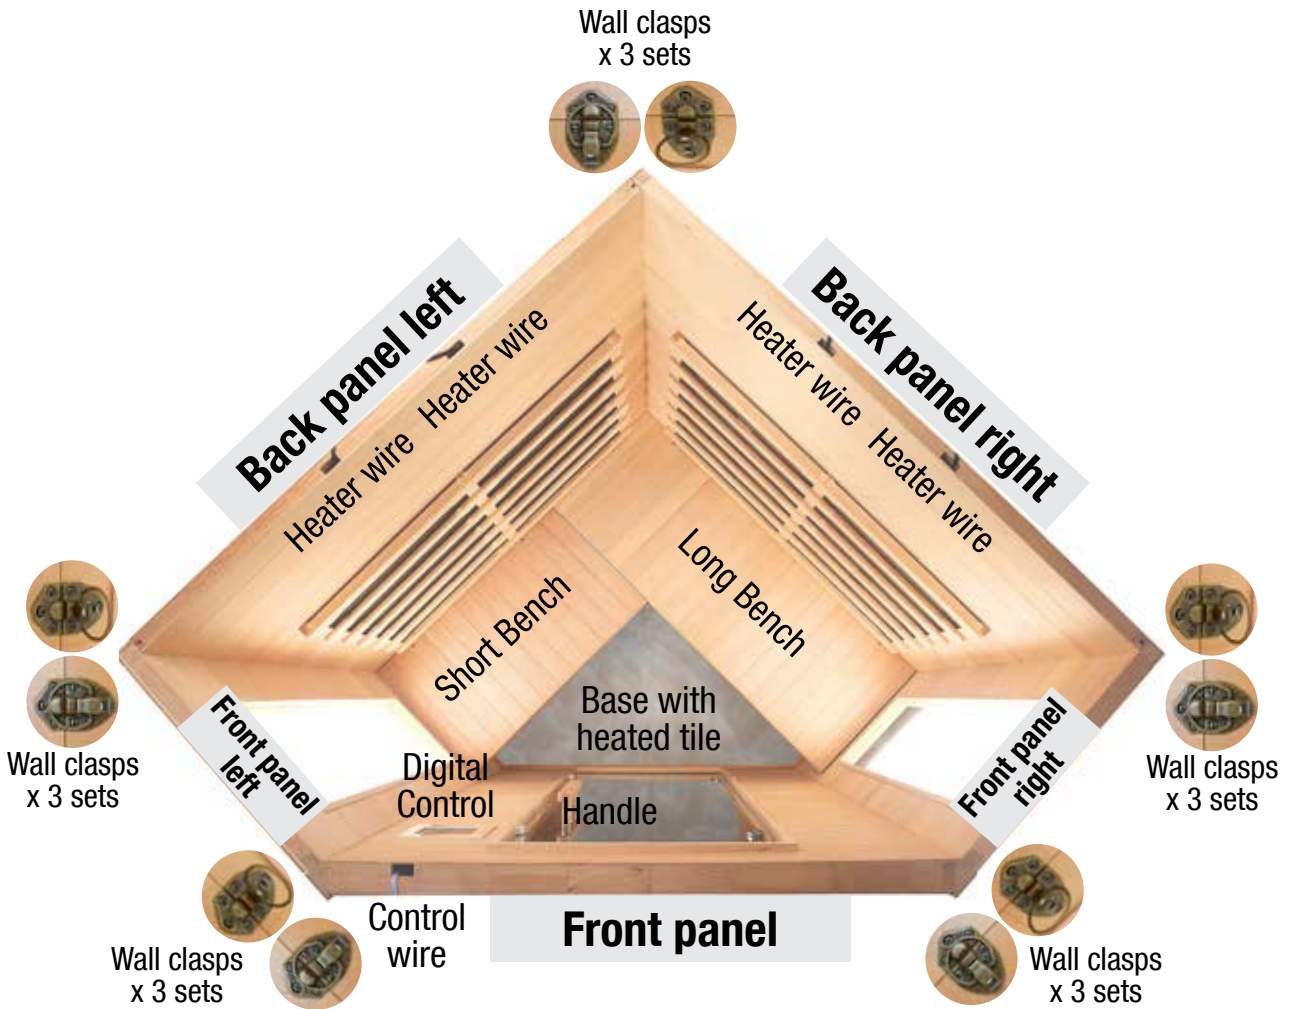 Wall clasps
x 3 sets
Back panel left
Heater wire
Heater wire
Back panel right
Heater wire
Heater wire
Short Bench
Long Bench
Base with
heated tile
Front panel
left
Front panel
right
Digital
Control
Handle
Wall clasps
x 3 sets
Wall clasps
x 3 sets
Control
wire
Front panel
Wall clasps
x 3 sets
Wall clasps
x 3 sets